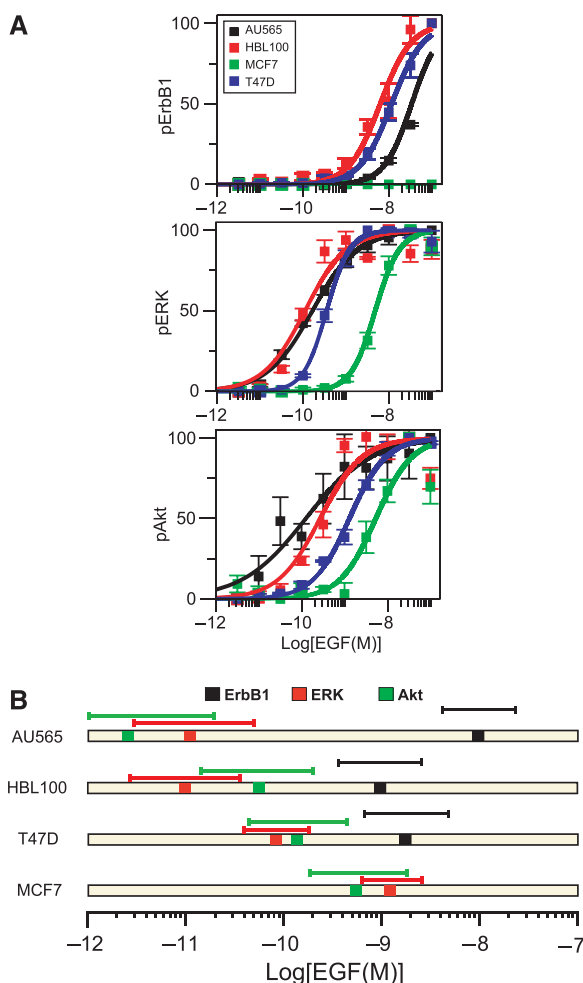 A
AU565
HBL100
MCF7
T47D
pErbB1
100
50
0
−12 −10 −8
pERK
100
50
0
−12 −10 −8
pAkt
100
50
0
−12 −10 −8
Log[EGF(M)]
B
ErbB1 ERK Akt
AU565
HBL100
T47D
MCF7
−12 −11 −10 −9 −8 −7
Log[EGF(M)]